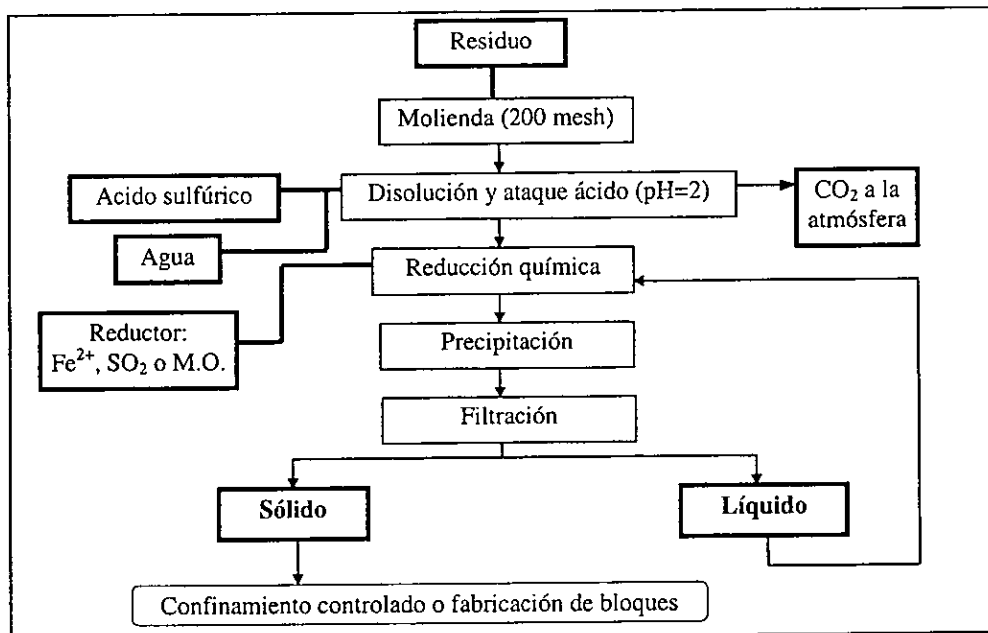 Residuo
Molienda (200 mesh)
Acido sulfúrico
Disolución y ataque ácido (pH=2)
CO₂ a la
atmósfera
Agua
Reducción química
Reductor:
Fe²⁺, SO₂ o M.O.
Precipitación
Filtración
Sólido
Líquido
Confinamiento controlado o fabricación de bloques